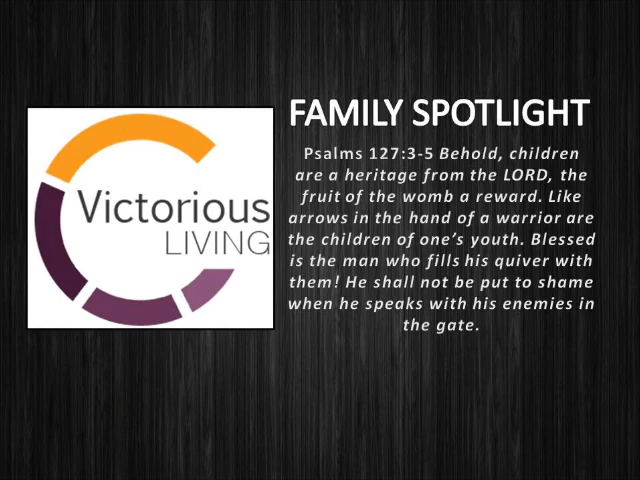 Victorious
LIVING
FAMILY SPOTLIGHT
Psalms 127:3-5 Behold, children
are a heritage from the LORD, the
fruit of the womb a reward. Like
arrows in the hand of a warrior are
the children of one’s youth. Blessed
is the man who fills his quiver with
them! He shall not be put to shame
when he speaks with his enemies in
the gate.